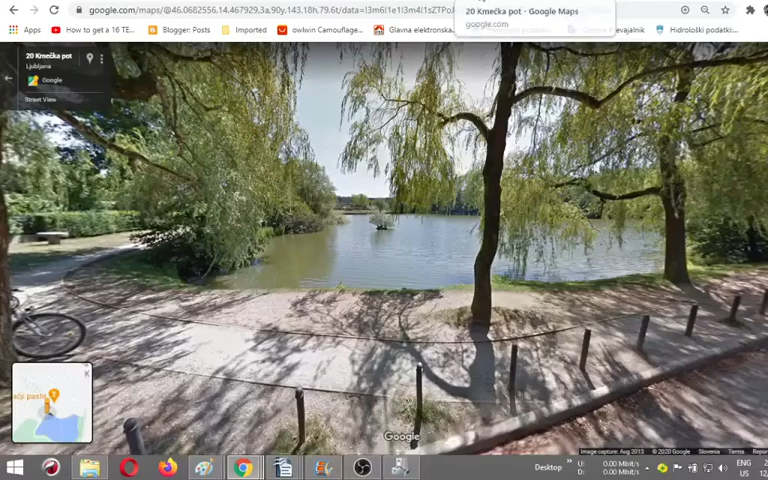 google.com/maps/@46.0682556,14.467929,3a,90y,143.18h,79.6t/data=!3m6!1e1!3m4!1s
20 Kmečka pot - Google Maps
google.com
Apps
How to get a 16 TE...
Blogger: Posts
Imported
owlwin Camouflage...
Glavna elektronska...
Prevajalnik
Hidrološki podatki:...
20 Kmečka pot
Ljubljana
Google
Street View
Google
Image capture: Aug 2013
© 2020 Google
Slovenia
Terms
Desktop
U: 0.00 Mbit/s
D: 0.00 Mbit/s
ENG
US